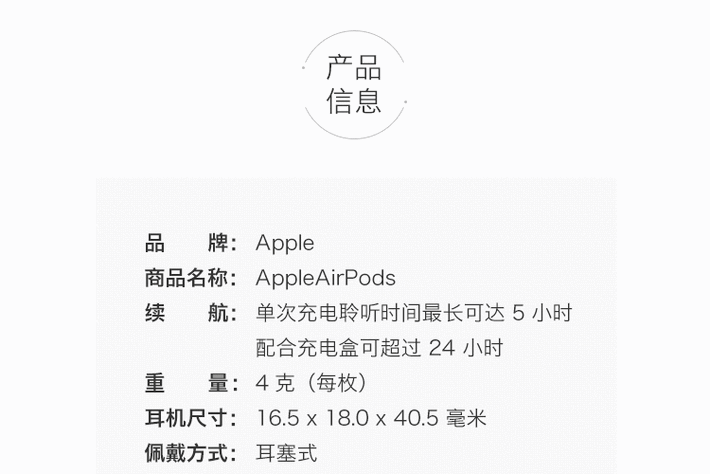 产品
信息
品 牌： Apple
商品名称： AppleAirPods
续 航： 单次充电聆听时间最长可达 5 小时
配合充电盒可超过 24 小时
重 量： 4 克（每枚）
耳机尺寸： 16.5 x 18.0 x 40.5 毫米
佩戴方式： 耳塞式